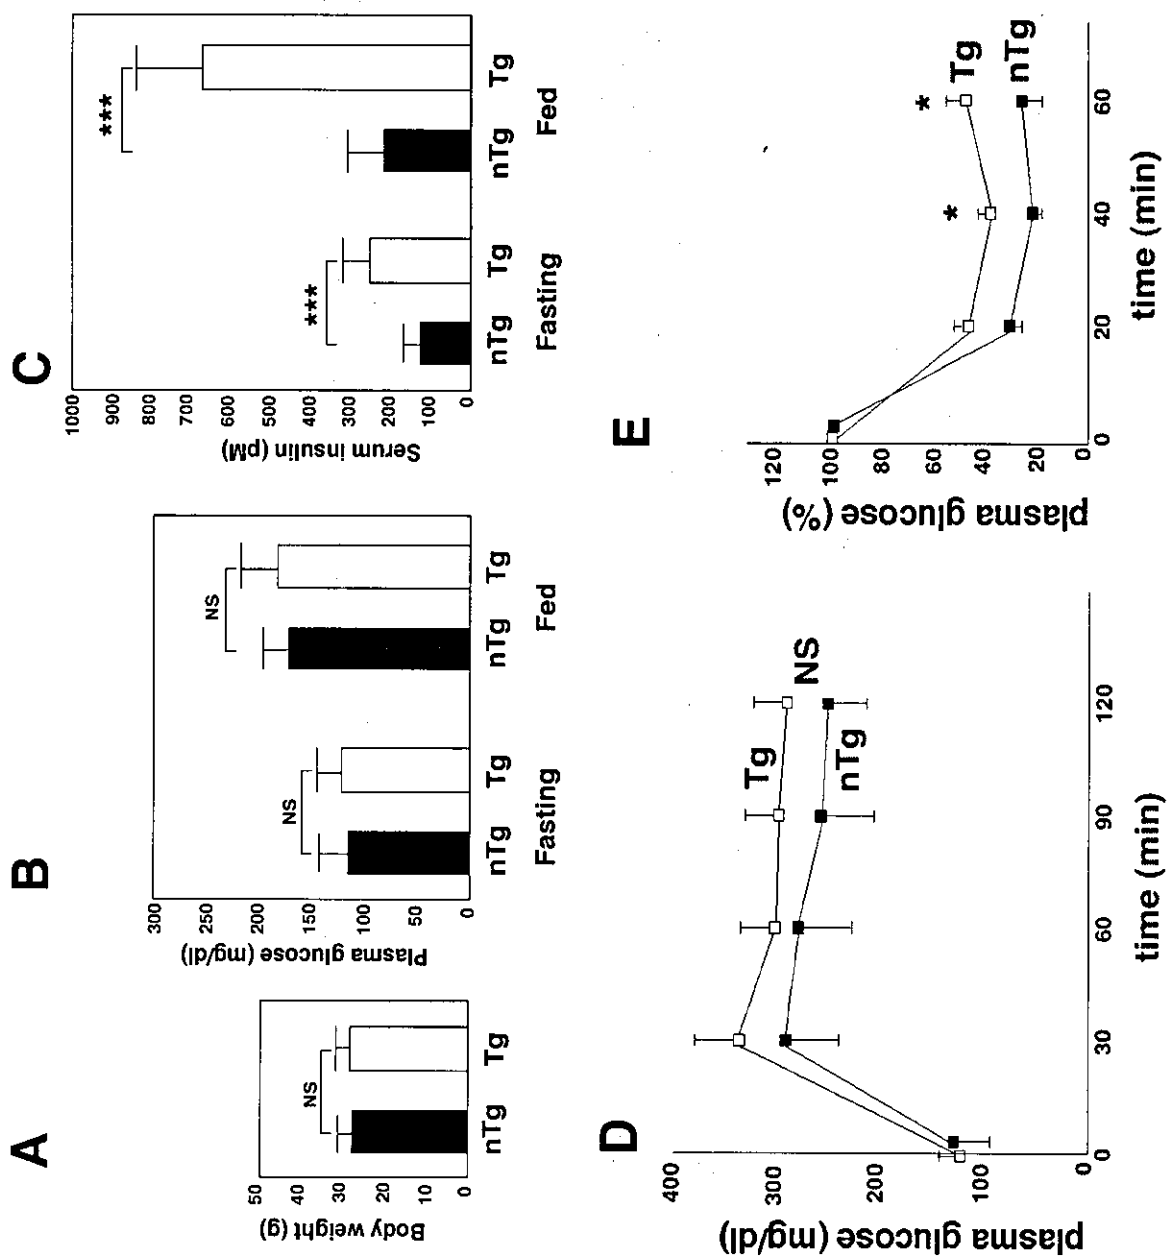 A
Body weight (g)
50
40
30
20
10
0
NS
nTg
Tg
B
Plasma glucose (mg/dl)
300
250
200
150
100
50
0
NS
NS
nTg
Tg
nTg
Tg
Fasting
Fed
C
Serum insulin (pM)
1000
900
800
700
600
500
400
300
200
100
0
***
***
nTg
Tg
nTg
Tg
Fasting
Fed
D
plasma glucose (mg/dl)
400
300
200
100
0
Tg
NS
nTg
0
30
60
90
120
time (min)
E
plasma glucose (%)
120
100
80
60
40
20
0
*
*
Tg
nTg
0
20
40
60
time (min)